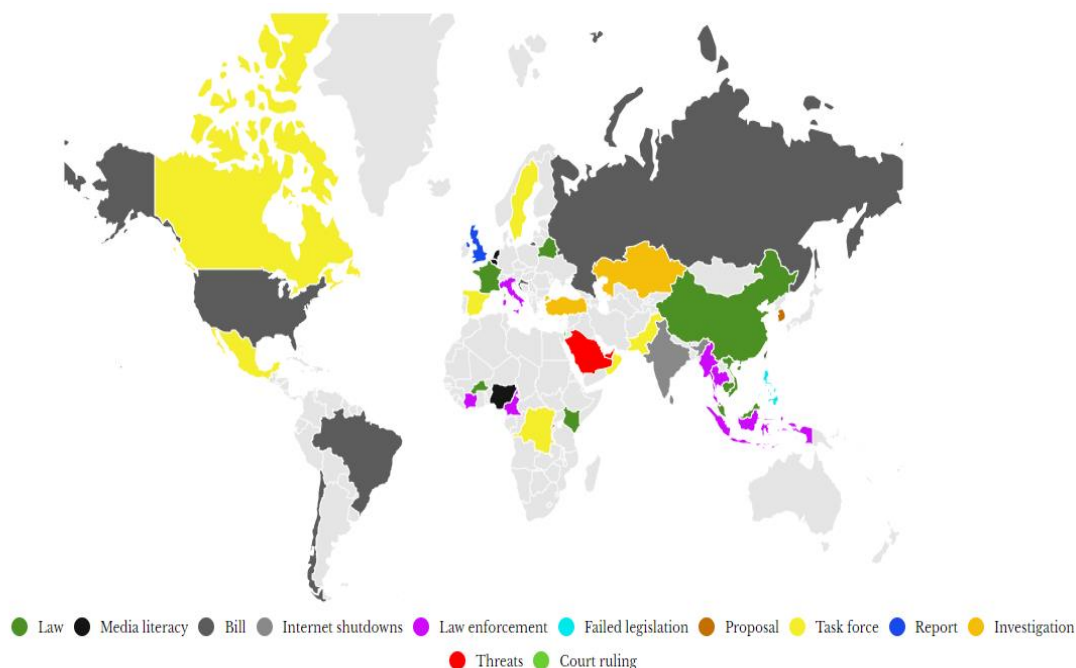 Law Media literacy Bill Internet shutdowns Law enforcement Failed legislation Proposal Task force Report Investigation
Threats Court ruling